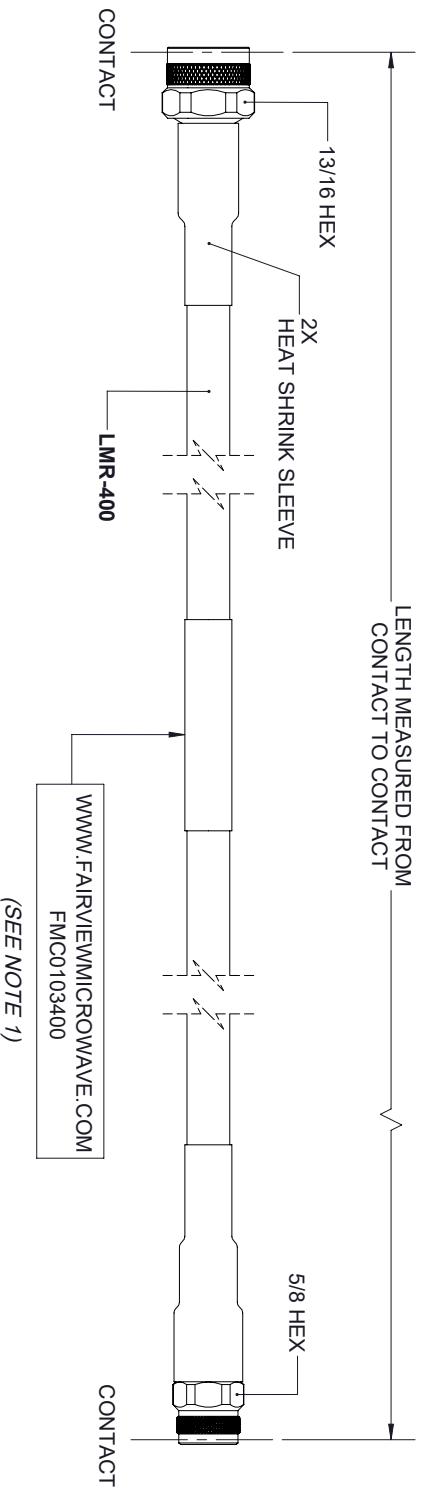 LENGTH MEASURED FROM
CONTACT TO CONTACT
13/16 HEX
2X
HEAT SHRINK SLEEVE
5/8 HEX
CONTACT
LMR-400
CONTACT
WWW.FAIRVIEWMICROWAVE.COM
FMC0103400
(SEE NOTE 1)